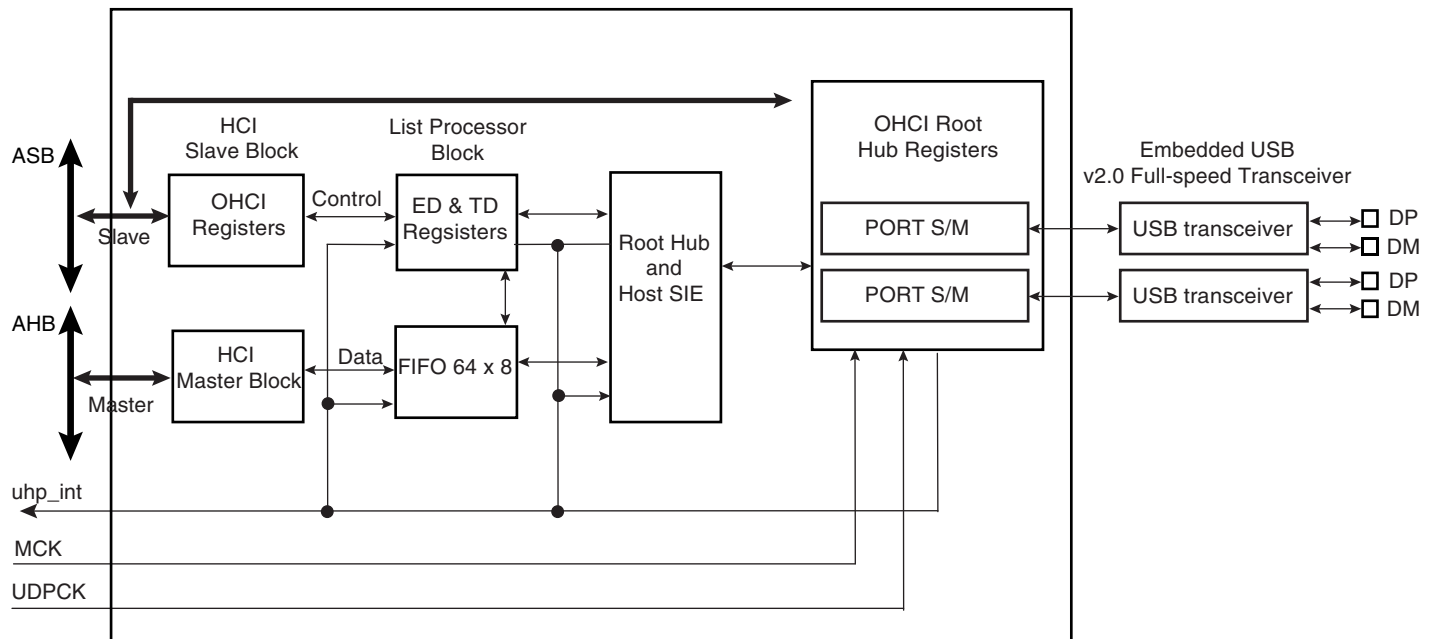 HCI
Slave Block
List Processor
Block
OHCI Root
Hub Registers
Embedded USB
v2.0 Full-speed Transceiver
ASB
Slave
OHCI
Registers
Control
ED & TD
Regsisters
Root Hub
and
Host SIE
PORT S/M
USB transceiver
DP
DM
PORT S/M
USB transceiver
DP
DM
AHB
Master
HCI
Master Block
Data
FIFO 64 x 8
uhp_int
MCK
UDPCK